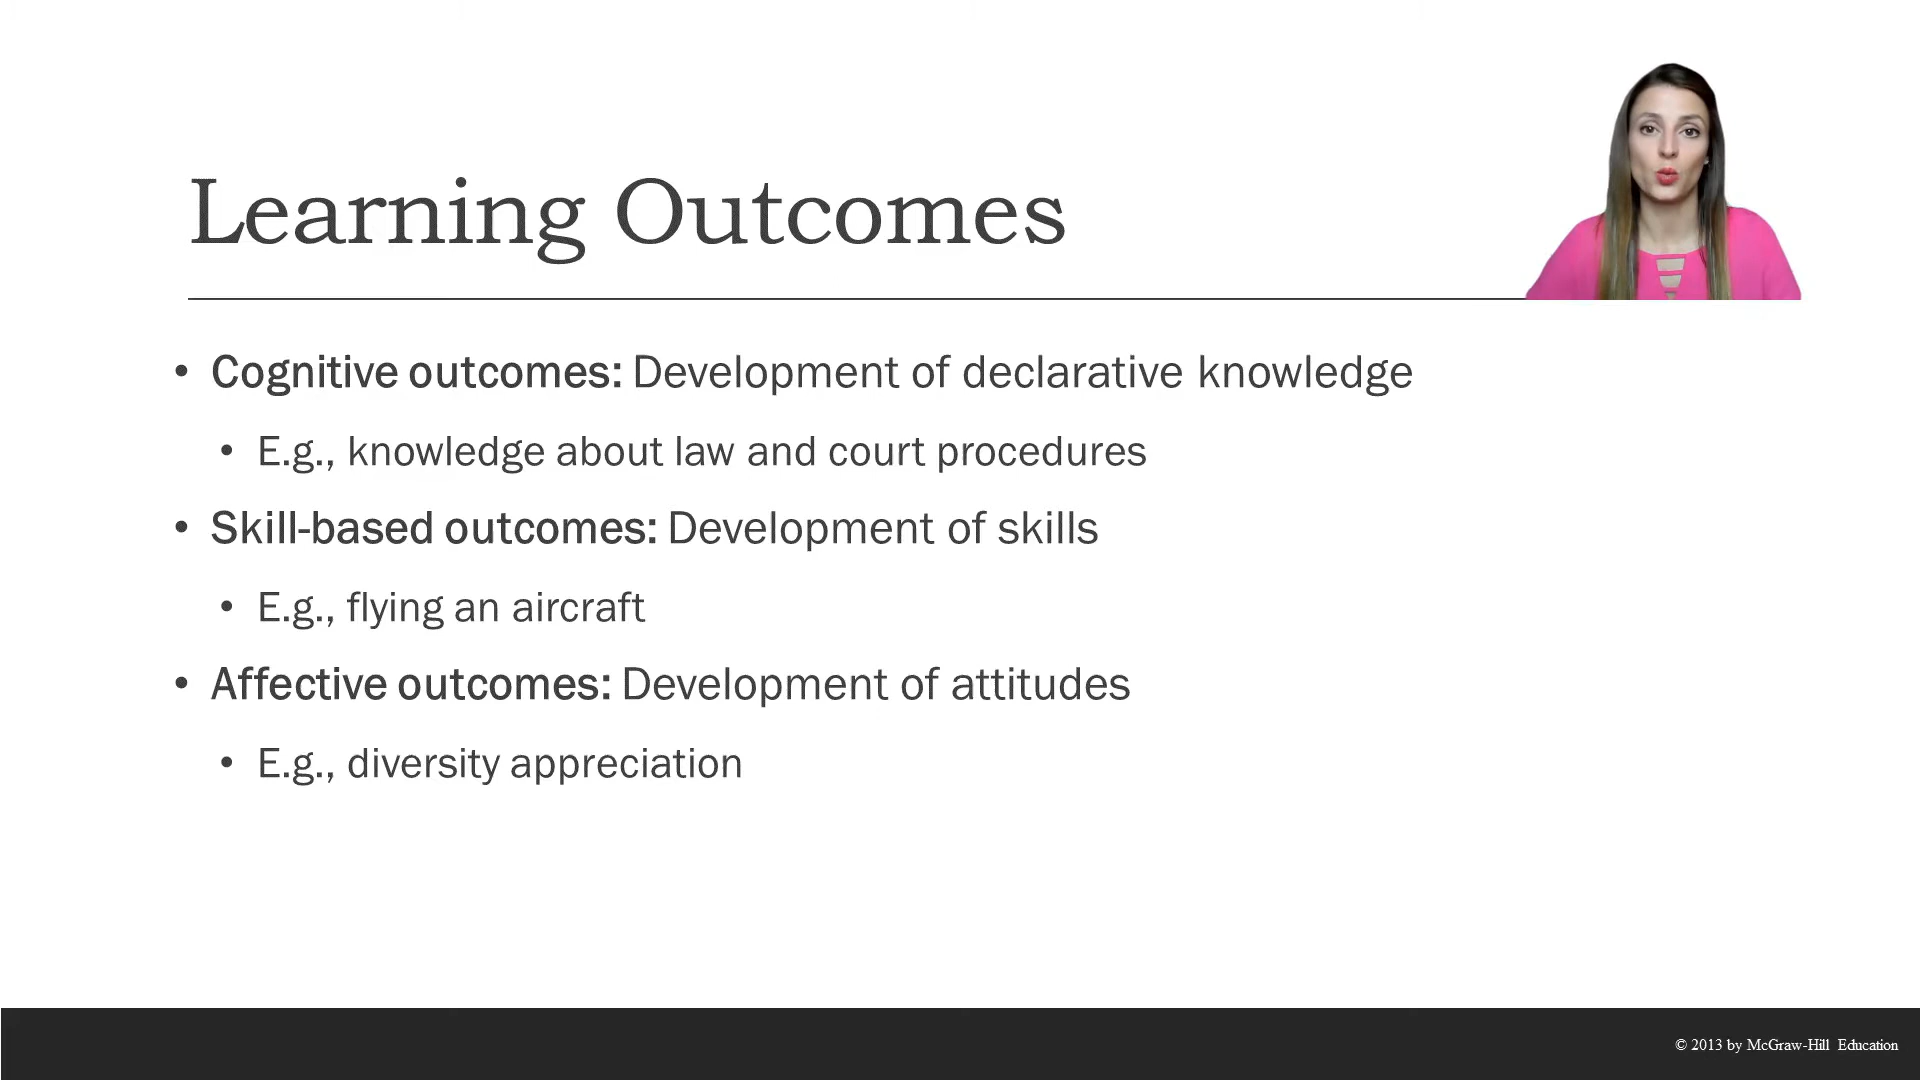 Learning Outcomes
• Cognitive outcomes: Development of declarative knowledge
• E.g., knowledge about law and court procedures
• Skill-based outcomes: Development of skills
• E.g., flying an aircraft
• Affective outcomes: Development of attitudes
• E.g., diversity appreciation
© 2013 by McGraw-Hill Education